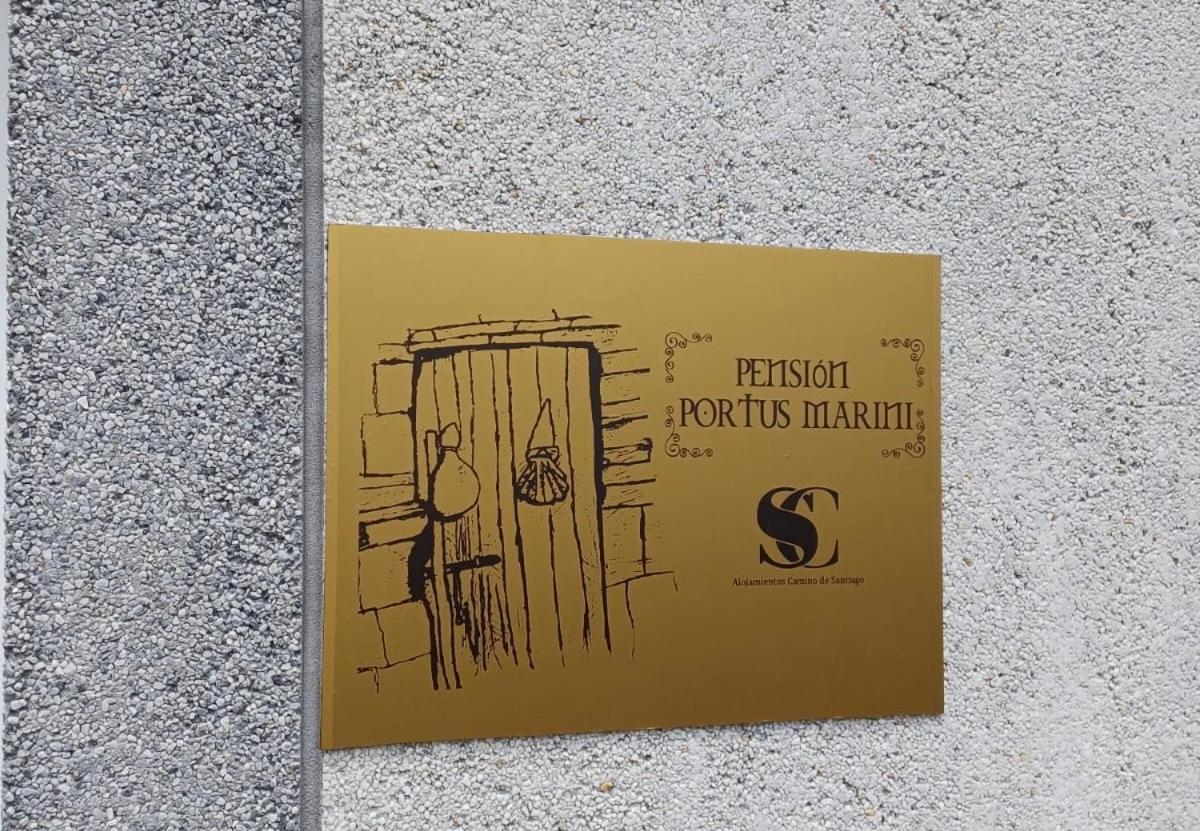 PENSIÓN
PORTUS MARINI
SC
Alojamientos Camino de Santiago